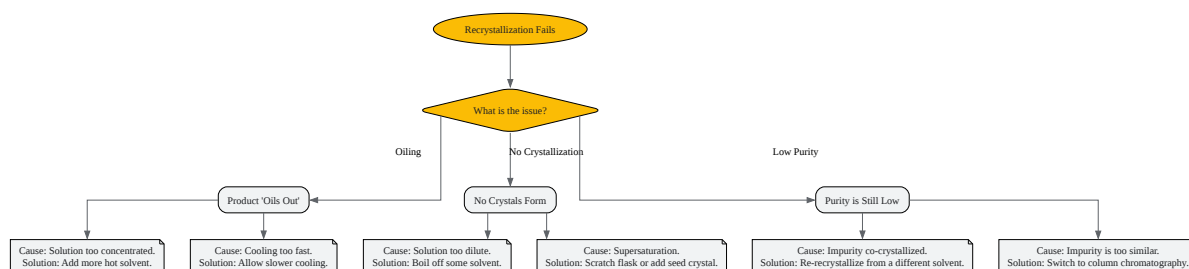 Recrystallization Fails
What is the issue?
Oiling
No Crystallization
Low Purity
Product 'Oils Out'
No Crystals Form
Purity is Still Low
Cause: Solution too concentrated.
Solution: Add more hot solvent.
Cause: Cooling too fast.
Solution: Allow slower cooling.
Cause: Solution too dilute.
Solution: Boil off some solvent.
Cause: Supersaturation.
Solution: Scratch flask or add seed crystal.
Cause: Impurity co-crystallized.
Solution: Re-recrystallize from a different solvent.
Cause: Impurity is too similar.
Solution: Switch to column chromatography.